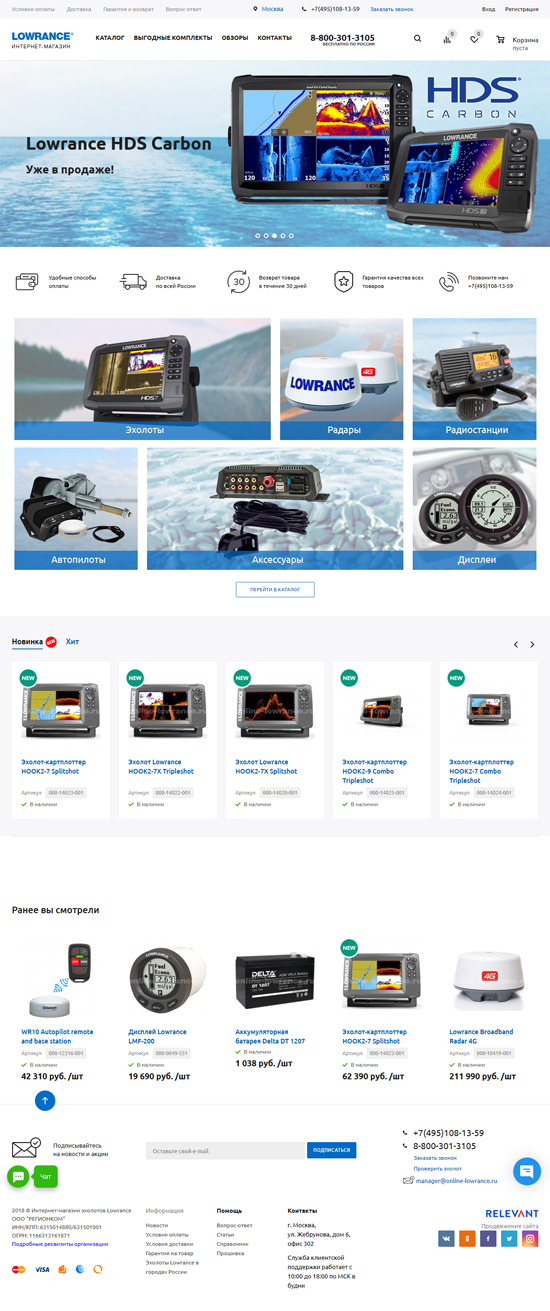 Условия оплаты Доставка Гарантия и возврат Вопрос-ответ Москва +7(495)108-13-59 Заказать звонок Вход Регистрация
LOWRANCE®
ИНТЕРНЕТ-МАГАЗИН
КАТАЛОГ ВЫГОДНЫЕ КОМПЛЕКТЫ ОБЗОРЫ КОНТАКТЫ
8-800-301-3105
БЕСПЛАТНО ПО РОССИИ
0 0
Корзина
пуста
HDS
CARBON
LOWRANCE
Lowrance HDS Carbon
Уже в продаже!
Удобные способы
оплаты
Доставка
по всей России
30
Возврат товара
в течение 30 дней
Гарантия качества всех
товаров
Позвоните нам
+7(495)108-13-59
LOWRANCE
HDS7
Эхолоты
LOWRANCE
4G
Радары
16
Радиостанции
Автопилоты
Аксессуары
Дисплеи
ПЕРЕЙТИ В КАТАЛОГ
Новинка NEW Хит
NEW NEW NEW NEW NEW
Эхолот-картплоттер
HOOK2-7 Splitshot
Артикул 000-14023-001
В наличии
Эхолот Lowrance
HOOK2-7X Tripleshot
Артикул 000-14022-001
В наличии
Эхолот Lowrance
HOOK2-7X Splitshot
Артикул 000-14020-001
В наличии
Эхолот-картплоттер
HOOK2-9 Combo
Tripleshot
Артикул 000-14025-001
В наличии
Эхолот-картплоттер
HOOK2-7 Combo
Tripleshot
Артикул 000-14024-001
В наличии
Ранее вы смотрели
WR10 Autopilot remote
and base station
Артикул 000-12316-001
42 310 руб. /шт
Дисплей Lowrance
LMF-200
Артикул 000-0049-551
19 690 руб. /шт
DELTA
DT 1207
Аккумуляторная
батарея Delta DT 1207
В наличии
1 038 руб. /шт
NEW
Эхолот-картплоттер
HOOK2-7 Splitshot
Артикул 000-14023-001
62 390 руб. /шт
4G
Lowrance Broadband
Radar 4G
Артикул 000-10419-001
211 990 руб. /шт
Подписывайтесь
на новости и акции
Оставьте свой e-mail
ПОДПИСАТЬСЯ
+7(495)108-13-59
8-800-301-3105
Заказать звонок
Проверить эхолот
manager@online-lowrance.ru
Чат
2018 © Интернет-магазин эхолотов Lowrance
ООО "РЕГИОНКОМ"
ИНН/КПП: 6315014880/631501001
ОГРН: 1166313161871
Подробные реквизиты организации
VISA
Информация
Новости
Условия оплаты
Условия доставки
Гарантия на товар
Эхолоты Lowrance в
городах России
Помощь
Вопрос-ответ
Статьи
Справочник
Прошивка
Контакты
г. Москва,
ул. Жебрунова, дом 6,
офис 302
Служба клиентской
поддержки работает с
10:00 до 18:00 по МСК в
будни
RELEVANT
Продвижение сайта